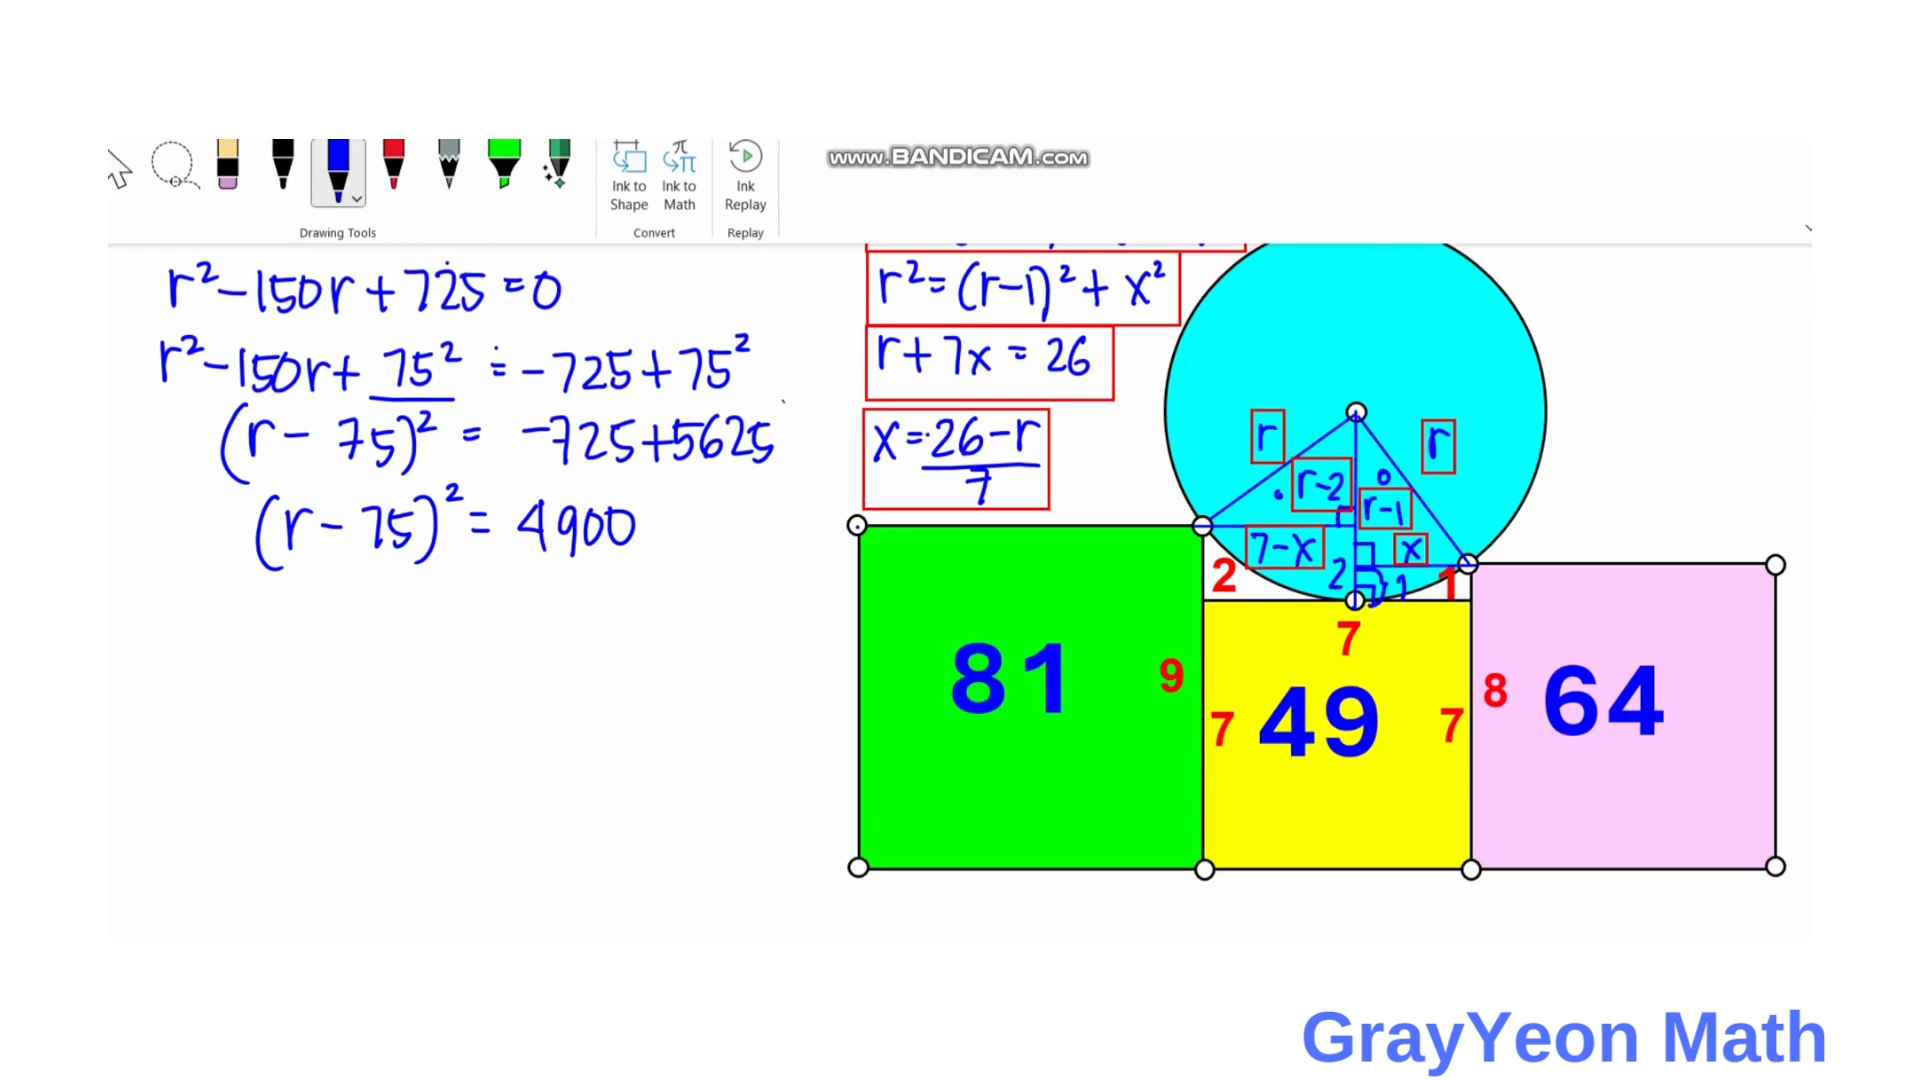 www.BANDICAM.com
Ink to Shape
Ink to Math
Ink Replay
Drawing Tools
Convert
Replay
r²-150r+725=0
r²-150r+75²=-725+75²
(r-75)²=-725+5625
(r-75)²=4900
r²=(r-1)²+x²
r+7x=26
x=26-r/7
r
r
r-2
r-1
7-x
x
2
2
1
1
7
81
9
7
49
7
8
64
GrayYeon Math